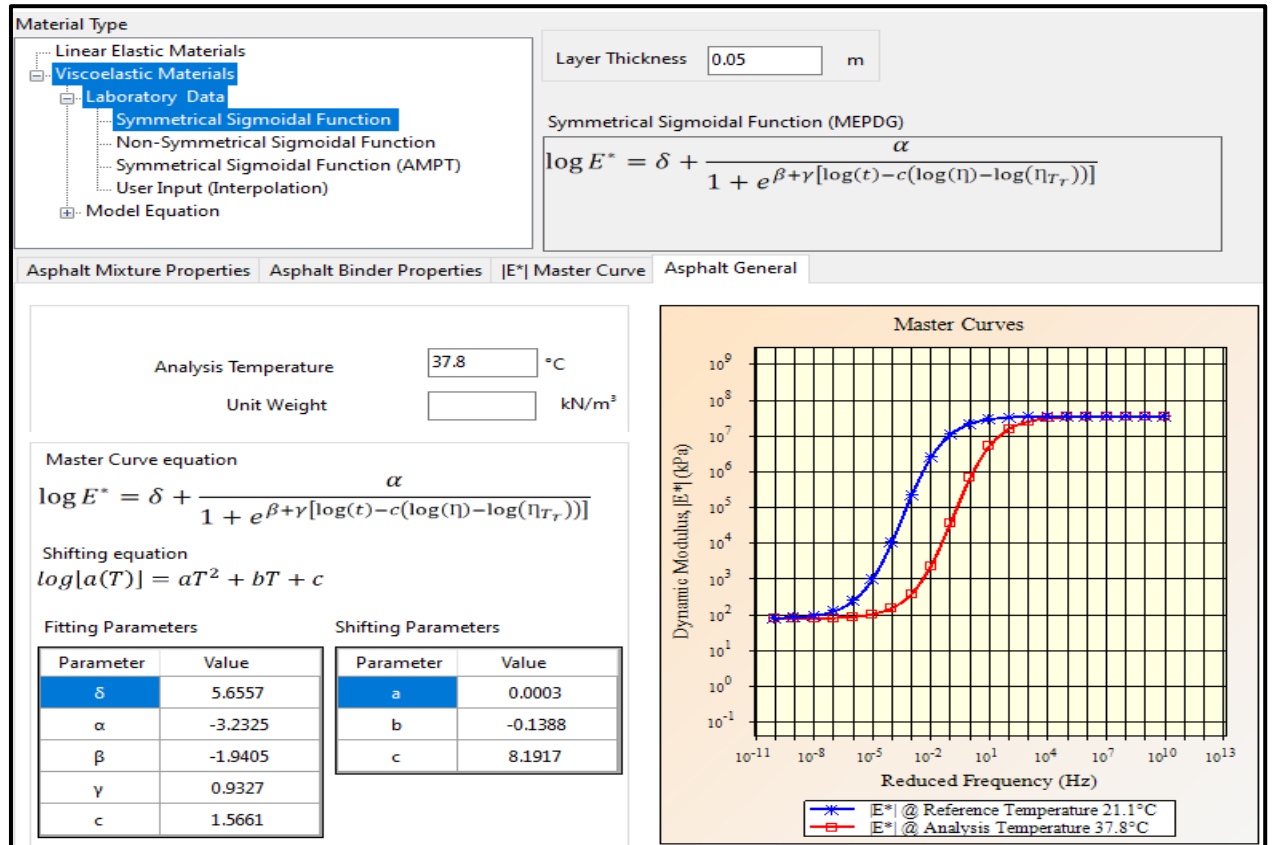 Material Type
Linear Elastic Materials
Viscoelastic Materials
Laboratory Data
Symmetrical Sigmoidal Function
Non-Symmetrical Sigmoidal Function
Symmetrical Sigmoidal Function (AMPT)
User Input (Interpolation)
Model Equation
Layer Thickness 0.05 m
Symmetrical Sigmoidal Function (MEPDG)
log E* = δ + α / 1 + e^β+γ[log(t)−c(log(η)−log(η_Tr))]
Asphalt Mixture Properties Asphalt Binder Properties |E*| Master Curve Asphalt General
Analysis Temperature 37.8 °C
Unit Weight kN/m³
Master Curve equation
log E* = δ + α / 1 + e^β+γ[log(t)−c(log(η)−log(η_Tr))]
Shifting equation
log[a(T)] = aT² + bT + c
Fitting Parameters
Parameter Value
δ 5.6557
α -3.2325
β -1.9405
γ 0.9327
c 1.5661
Shifting Parameters
Parameter Value
a 0.0003
b -0.1388
c 8.1917
Master Curves
Dynamic Modulus,|E*|(kPa)
10⁹
10⁸
10⁷
10⁶
10⁵
10⁴
10³
10²
10¹
10⁰
10⁻¹
10⁻¹¹ 10⁻⁸ 10⁻⁵ 10⁻² 10¹ 10⁴ 10⁷ 10¹⁰ 10¹³
Reduced Frequency (Hz)
|E*| @ Reference Temperature 21.1°C
|E*| @ Analysis Temperature 37.8°C